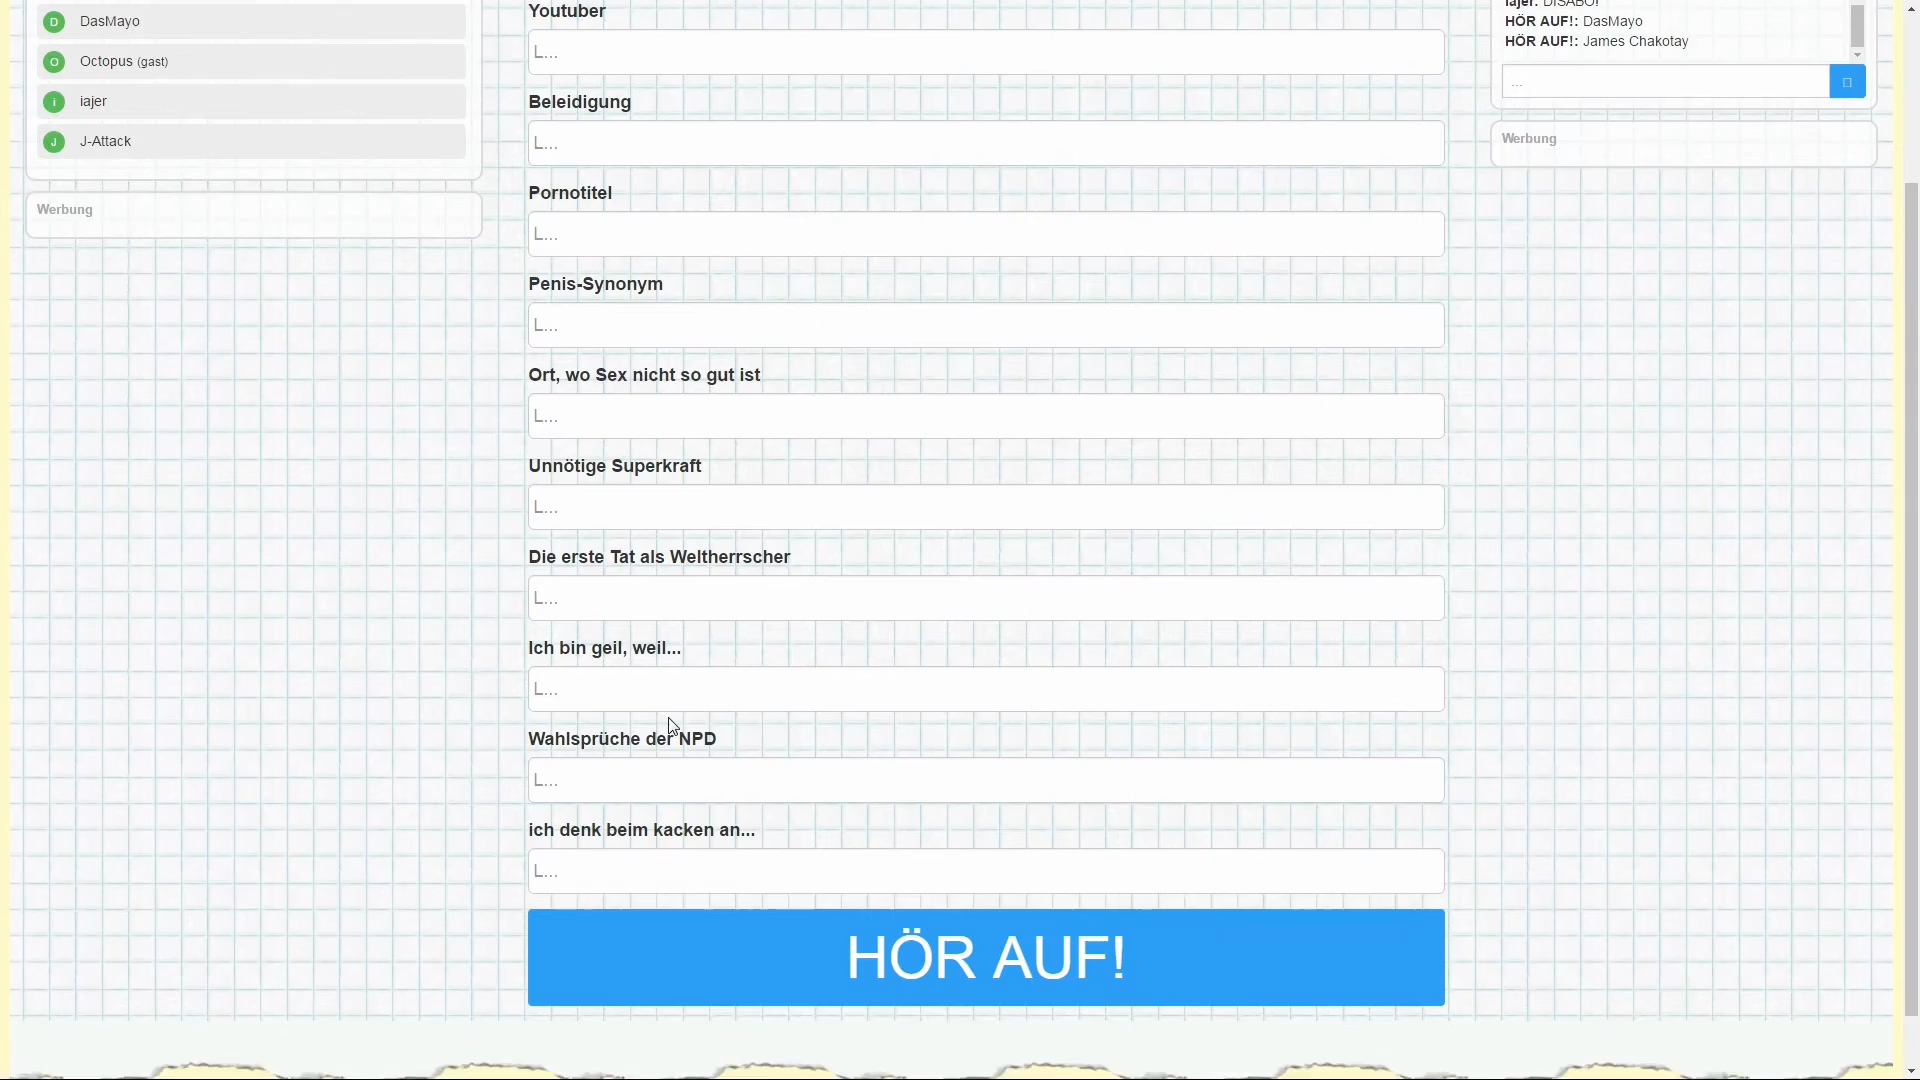 D DasMayo
O Octopus (gast)
i iajer
J J-Attack
Werbung
Youtuber
L...
Beleidigung
L...
Pornotitel
L...
Penis-Synonym
L...
Ort, wo Sex nicht so gut ist
L...
Unnötige Superkraft
L...
Die erste Tat als Weltherrscher
L...
Ich bin geil, weil...
L...
Wahlsprüche der NPD
L...
ich denk beim kacken an...
L...
HÖR AUF!
iajer: DISABO!
HÖR AUF!: DasMayo
HÖR AUF!: James Chakotay
...
Werbung